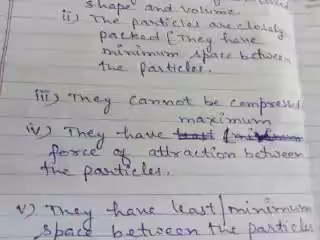 shape and volume
ii) The particles are closely
packed (They have
minimum space between
the particles.
iii) They cannot be compressed
maximum
iv) They have least / minimum
force of attraction between
the particles.
v) They have least/minimum
space between the particles